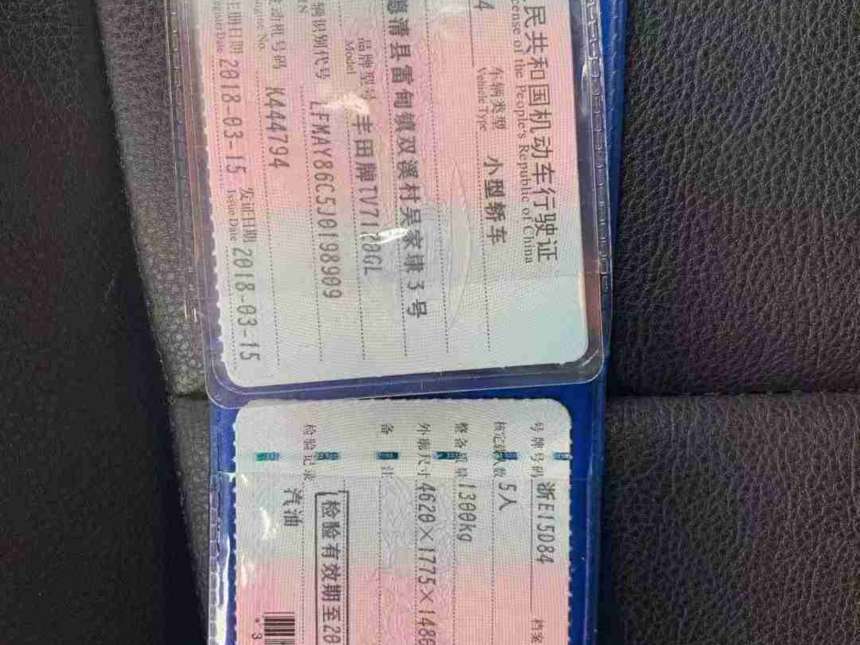 民共和国机动车行驶证
cense of the People's Republic of China
4 车辆类型 小型轿车
Vehicle Type
德清县雷甸镇双溪村吴家埭3号
品牌型号 丰田牌TV7120GL
Model
辆识别代号 LFMAY86C5J0198909
IN
发动机号码 K444794
Engine No.
注册日期 2018-03-15 发证日期 2018-03-15
Register Date Issue Date
号牌号码 浙E15D84 档案
核定载人数 5人
整备质量 1300kg
外廓尺寸 4620×1775×1480
备 注
检验有效期至20
检验记录
汽油
*3